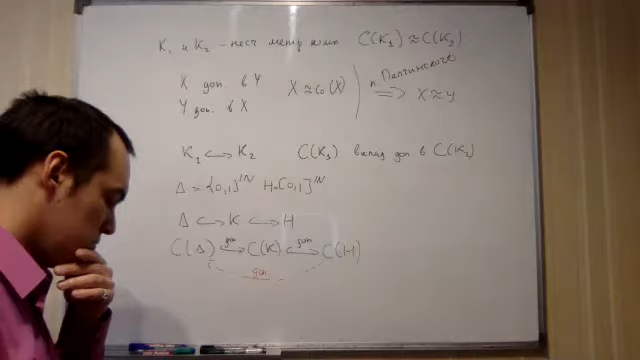 K₁ и K₂ - несч метр комп C(K₁) ≈ C(K₂)
X доп в Y X ≈ c₀(X) п Пелчинского
Y доп. в X ⟹ X ≈ Y
K₁ ↪ K₂ C(K₁) вклад доп в C(K₂)
Δ = {0,1}^ℕ H = [0,1]^ℕ
Δ ↪ K ↪ H
C(Δ) доп ↪ C(K) доп ↪ C(H)
доп